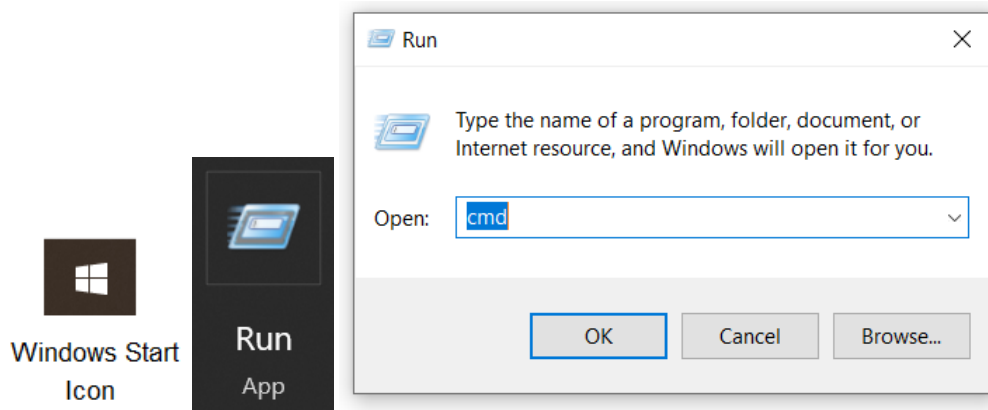 Windows Start
Icon
Run
App
Run
Type the name of a program, folder, document, or
Internet resource, and Windows will open it for you.
Open: cmd
OK Cancel Browse...